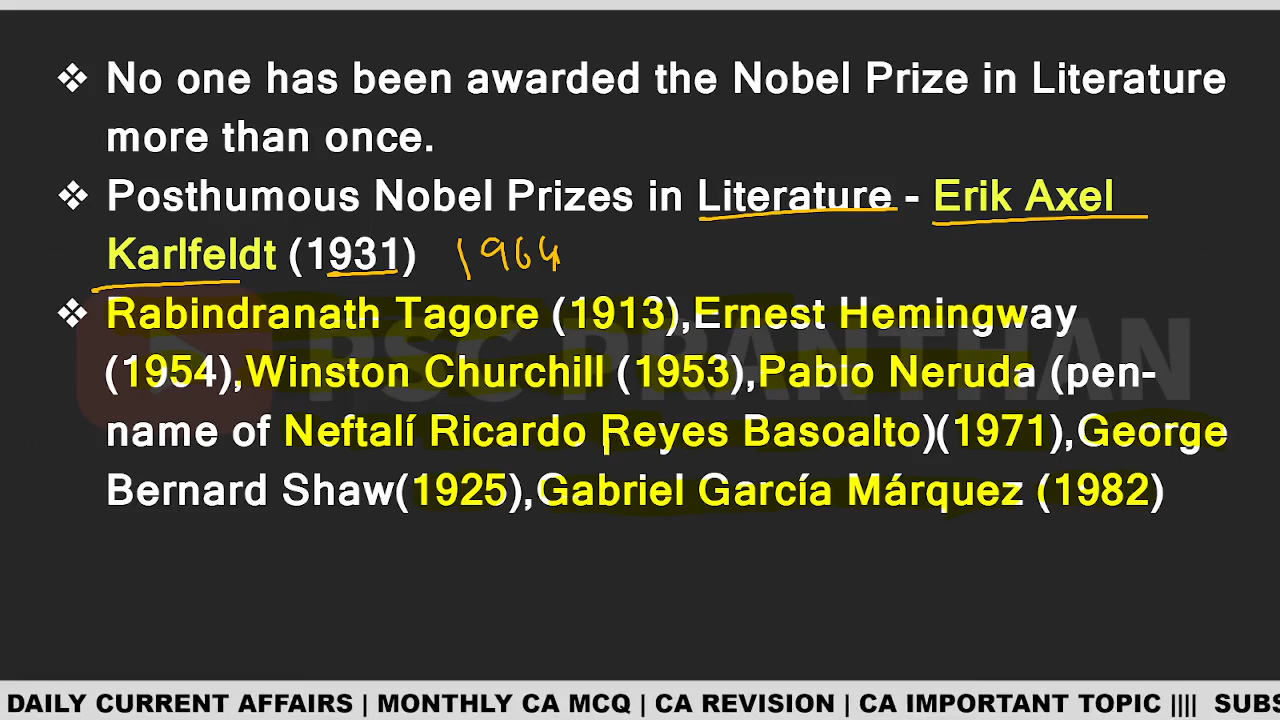 ❖ No one has been awarded the Nobel Prize in Literature
more than once.
❖ Posthumous Nobel Prizes in Literature - Erik Axel
Karlfeldt (1931) 1964
❖ Rabindranath Tagore (1913),Ernest Hemingway
(1954),Winston Churchill (1953),Pablo Neruda (pen-
name of Neftalí Ricardo Reyes Basoalto)(1971),George
Bernard Shaw(1925),Gabriel García Márquez (1982)
PSC PRANTHAN
DAILY CURRENT AFFAIRS | MONTHLY CA MCQ | CA REVISION | CA IMPORTANT TOPIC |||| SUBS